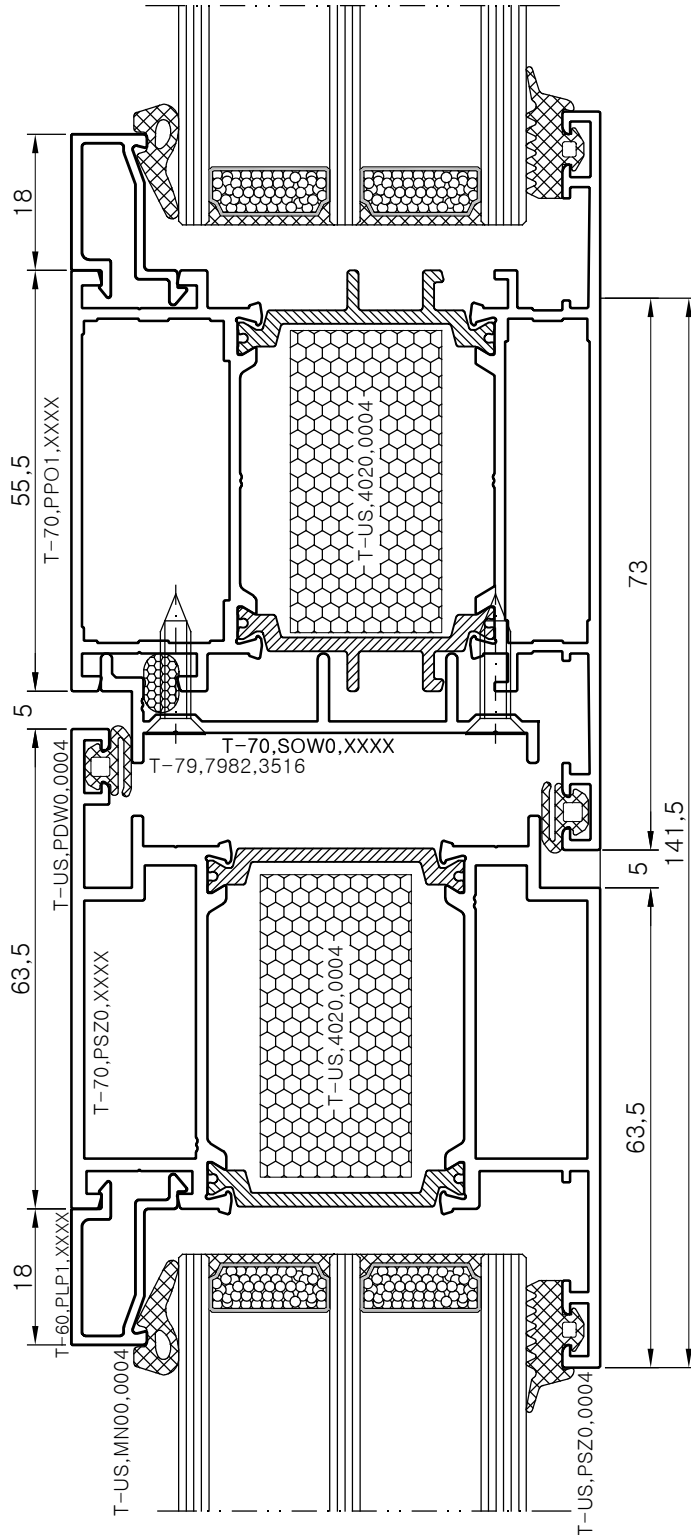 18
55,5
T-70,PPO1,XXXX
T-US,4020,0004
73
5
T-70,SOW0,XXXX
T-79,7982,3516
T-US,PDW0,0004
141,5
5
63,5
T-70,PSZ0,XXXX
T-US,4020,0004
63,5
18
T-60,PLP1,XXXX
T-US,MN00,0004
T-US,PSZ0,0004